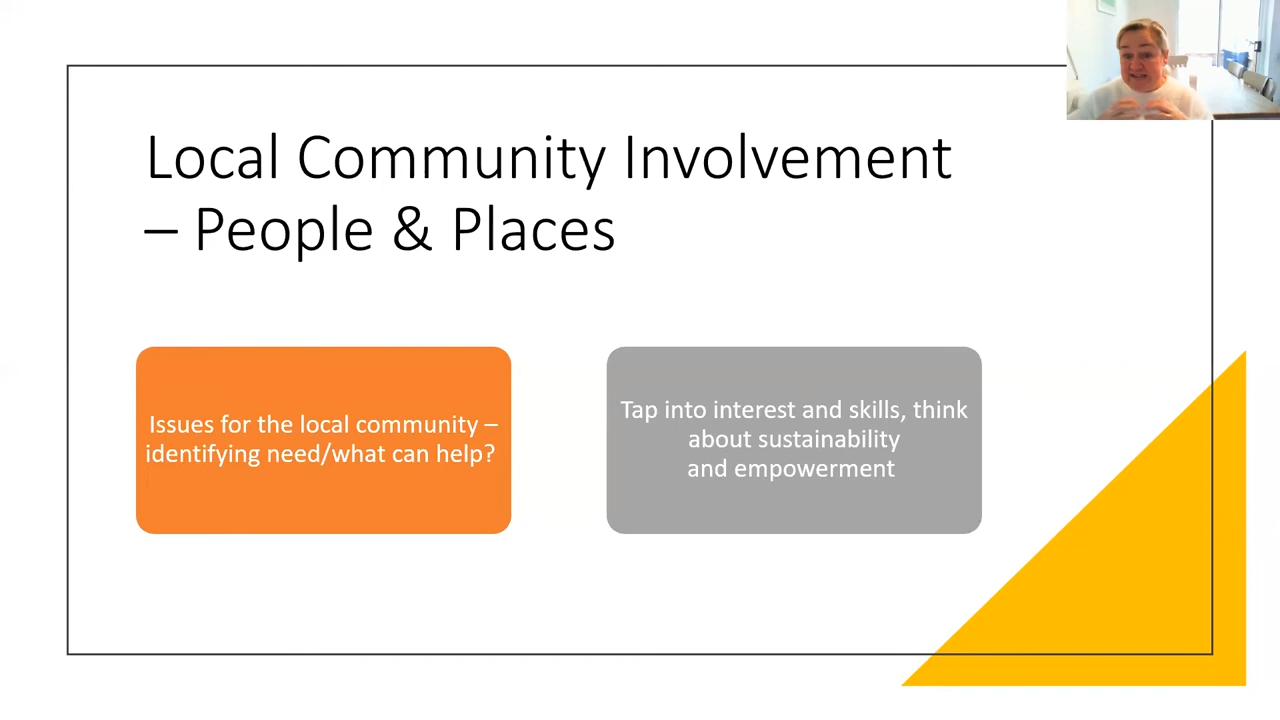 Local Community Involvement
– People & Places
Issues for the local community –
identifying need/what can help?
Tap into interest and skills, think
about sustainability
and empowerment